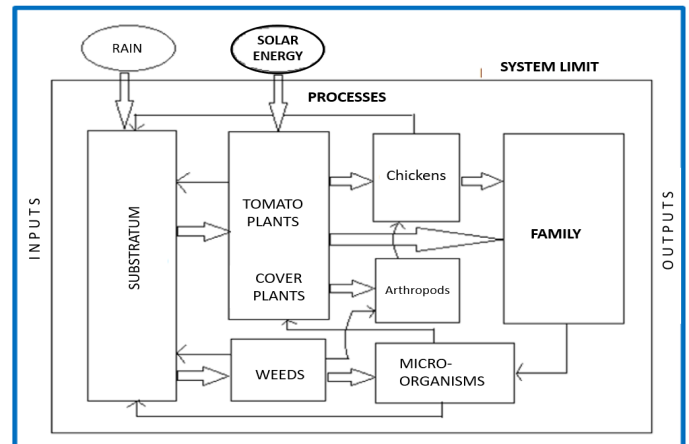 RAIN
SOLAR
ENERGY
SYSTEM LIMIT
PROCESSES
INPUTS
SUBSTRATUM
TOMATO
PLANTS
COVER
PLANTS
Chickens
Arthropods
FAMILY
OUTPUTS
WEEDS
MICRO-
ORGANISMS